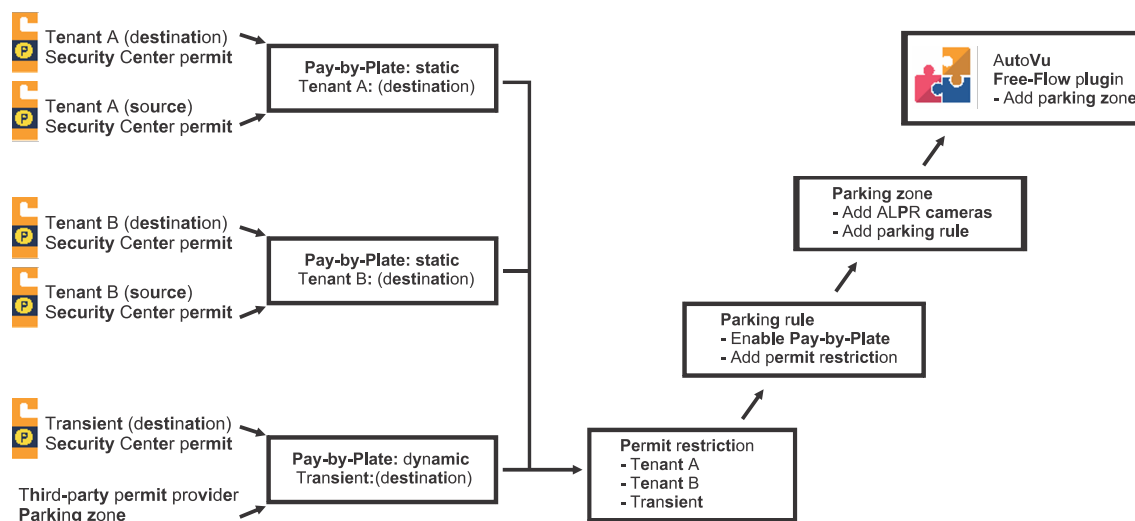 Tenant A (destination)
Security Center permit
Tenant A (source)
Security Center permit
Pay-by-Plate: static
Tenant A: (destination)
Tenant B (destination)
Security Center permit
Tenant B (source)
Security Center permit
Pay-by-Plate: static
Tenant B: (destination)
Transient (destination)
Security Center permit
Third-party permit provider
Parking zone
Pay-by-Plate: dynamic
Transient:(destination)
Permit restriction
- Tenant A
- Tenant B
- Transient
Parking rule
- Enable Pay-by-Plate
- Add permit restriction
Parking zone
- Add ALPR cameras
- Add parking rule
AutoVu
Free-Flow plugin
- Add parking zone
P
P
P
P
P